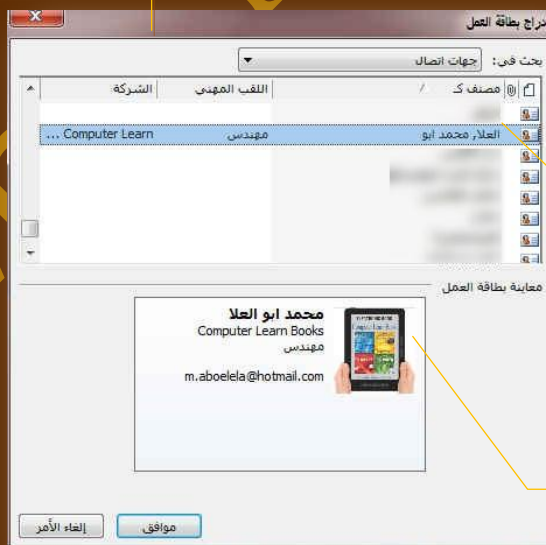 دراج بطاقة العمل
بحث في: جهات اتصال
مصنف كـ / اللقب المهني الشركة
العلا, محمد ابو مهندس Computer Learn ...
معاينة بطاقة العمل
محمد ابو العلا
Computer Learn Books
مهندس
m.aboelela@hotmail.com
موافق إلغاء الأمر